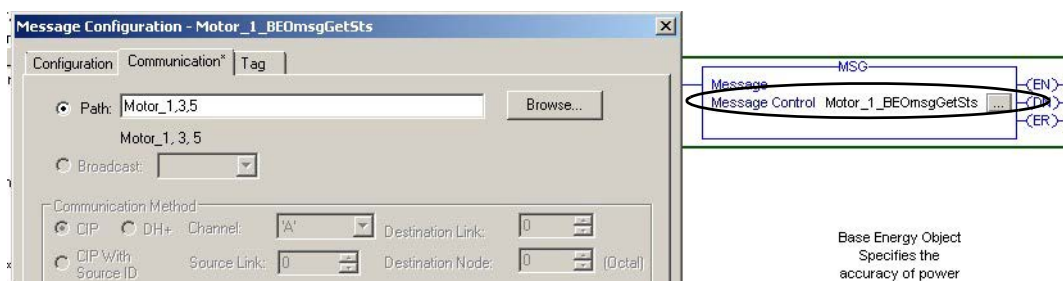 Message Configuration - Motor_1_BEOmsgGetSts
Configuration Communication* Tag
Path: Motor_1,3,5 Browse...
Motor_1, 3, 5
Broadcast:
Communication Method
CIP DH+ Channel: 'A' Destination Link: 0
CIP With Source Link: 0 Destination Node: 0 (Octal)
Source ID
MSG
Message (EN)
Message Control Motor_1_BEOmsgGetSts ... (DN)
(ER)
Base Energy Object
Specifies the
accuracy of power